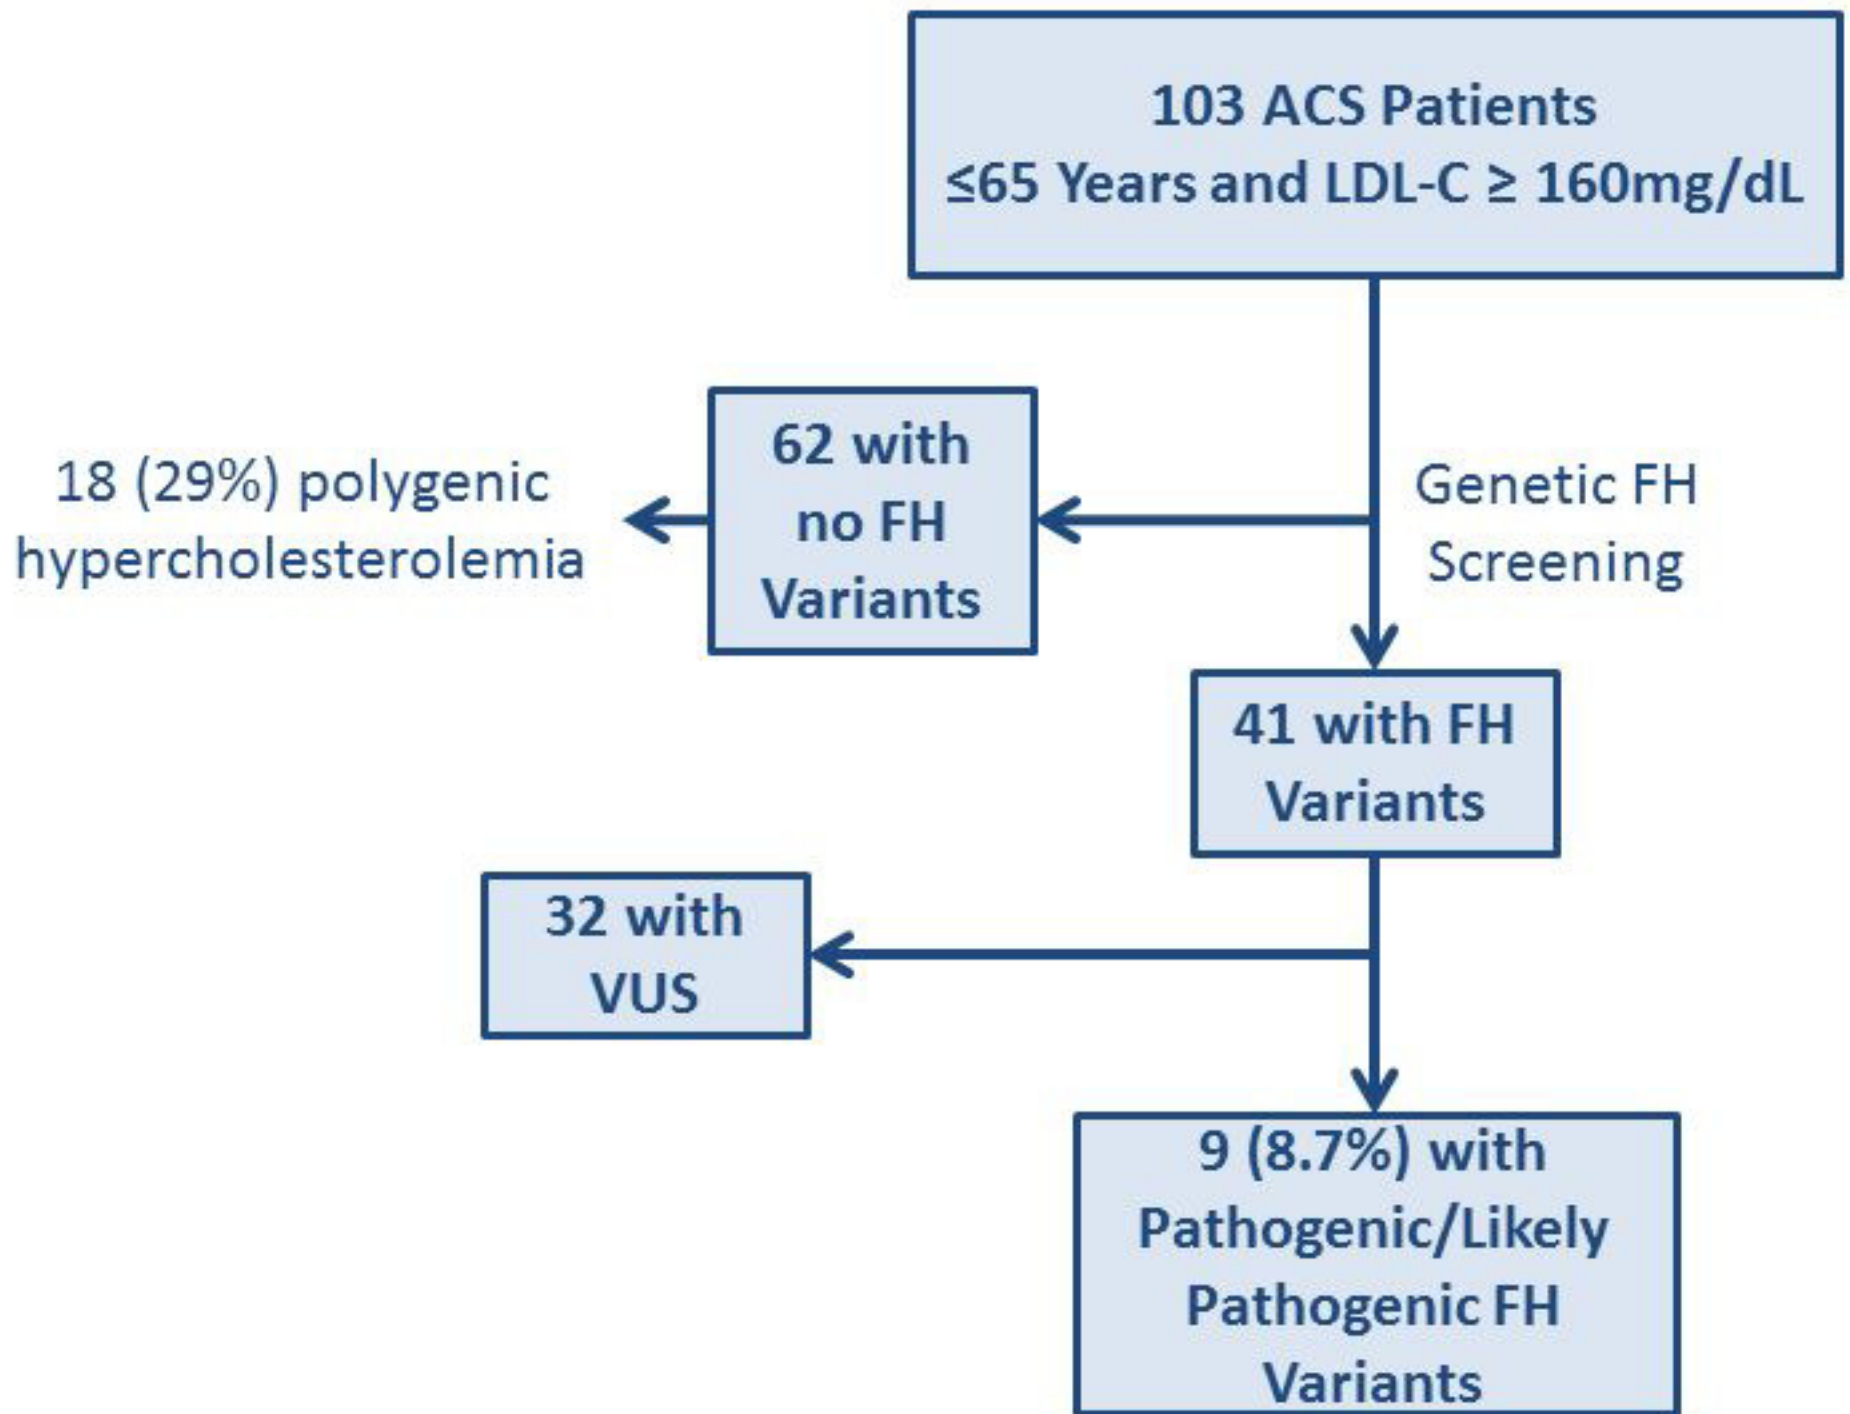 103 ACS Patients
≤65 Years and LDL-C ≥ 160mg/dL
62 with
no FH
Variants
18 (29%) polygenic
hypercholesterolemia
Genetic FH
Screening
41 with FH
Variants
32 with
VUS
9 (8.7%) with
Pathogenic/Likely
Pathogenic FH
Variants